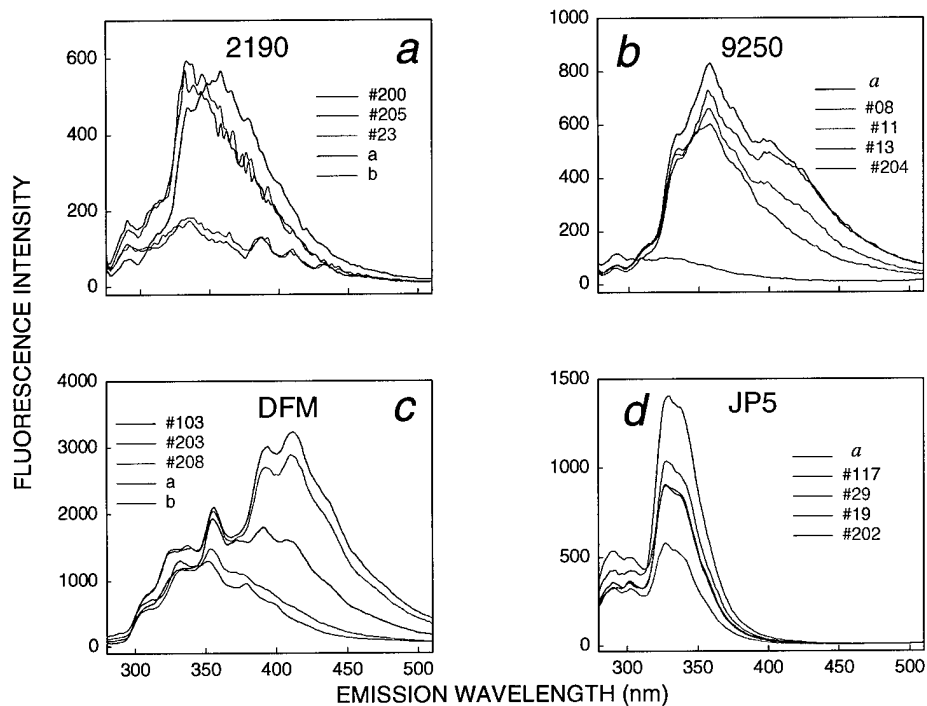 2190
a
600
400
200
0
#200
#205
#23
a
b
b
9250
1000
800
600
400
200
0
a
#08
#11
#13
#204
FLUORESCENCE INTENSITY
DFM
c
4000
3000
2000
1000
0
#103
#203
#208
a
b
300 350 400 450 500
d
JP5
1500
1000
500
0
a
#117
#29
#19
#202
300 350 400 450 500
EMISSION WAVELENGTH (nm)